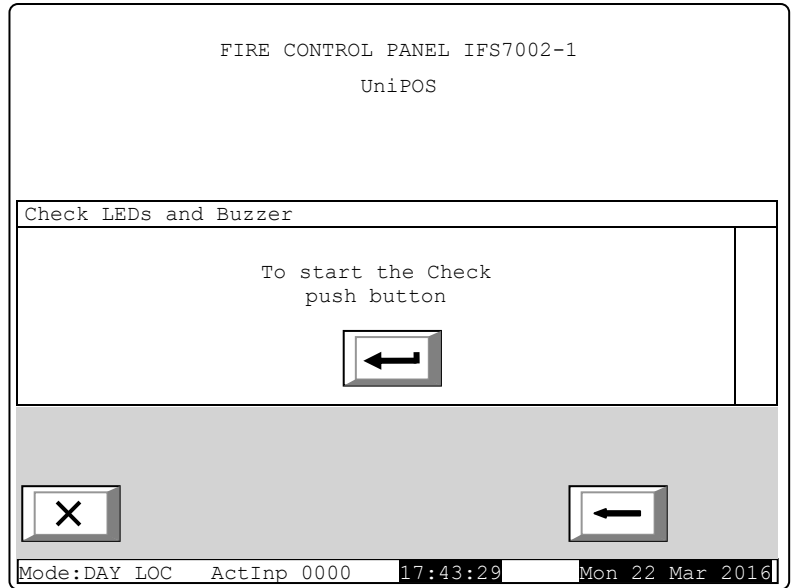 FIRE CONTROL PANEL IFS7002-1
UniPOS
Check LEDs and Buzzer
To start the Check
push button
Mode:DAY LOC ActInp 0000 17:43:29 Mon 22 Mar 2016